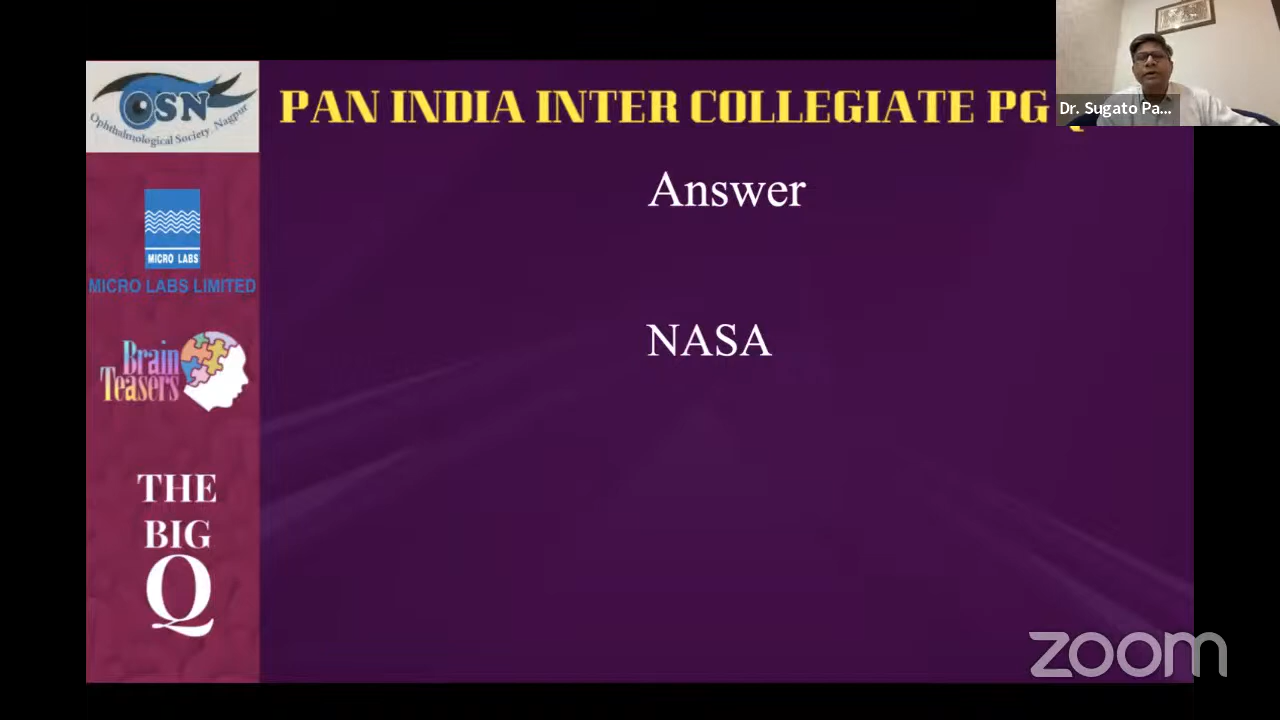 OSN
Ophthalmological Society, Nagpur
MICRO LABS
MICRO LABS LIMITED
Brain
Teasers
THE
BIG
Q
PAN INDIA INTER COLLEGIATE PG
Answer
NASA
Dr. Sugato Pa...
zoom